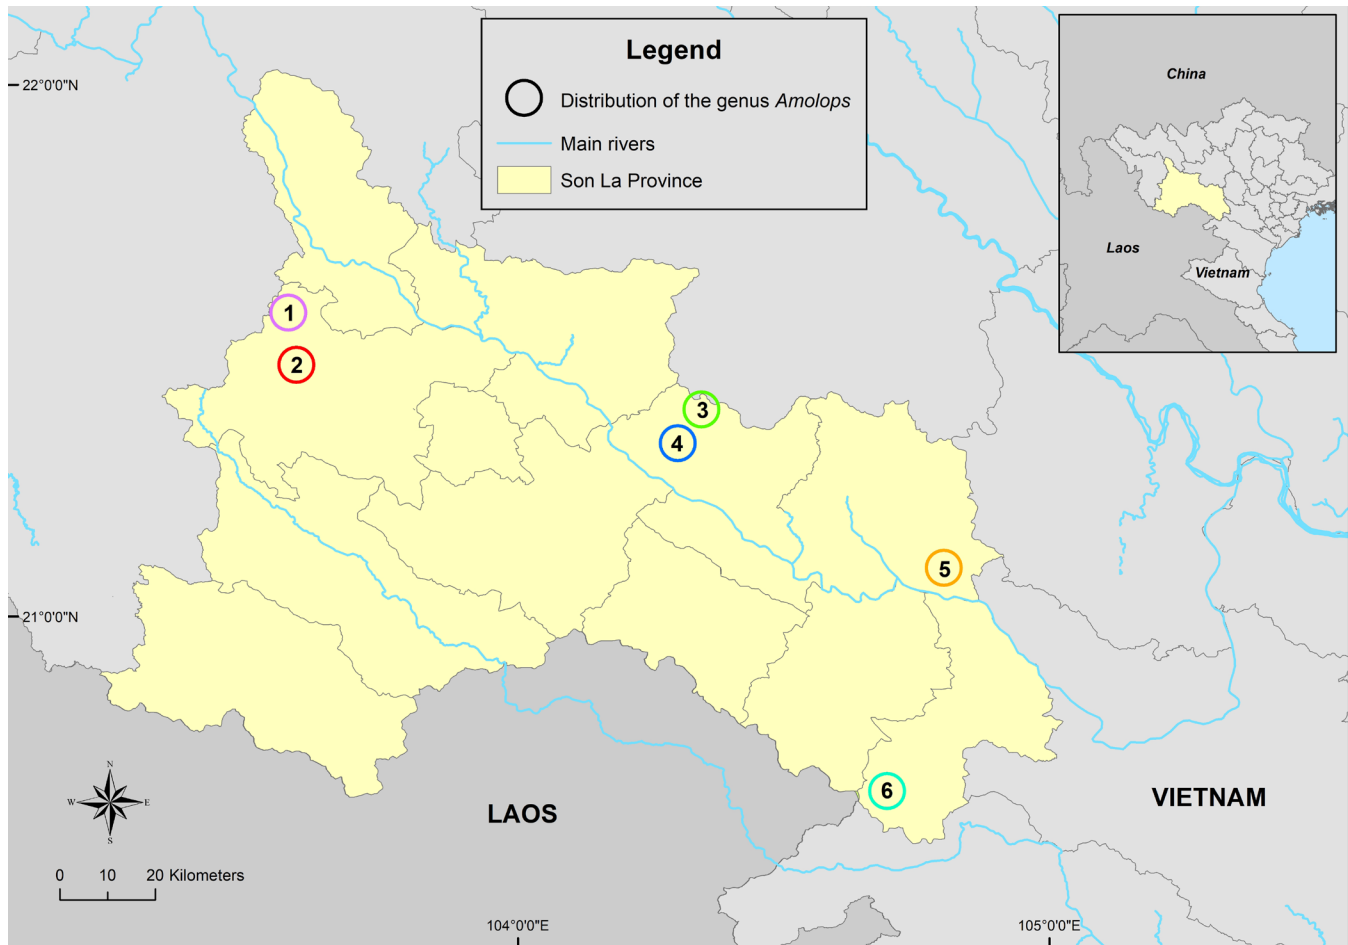 Legend
Distribution of the genus Amolops
Main rivers
Son La Province
China
Laos
Vietnam
22°0'0"N
21°0'0"N
1
2
3
4
5
6
LAOS
VIETNAM
N
W
E
S
0 10 20 Kilometers
104°0'0"E
105°0'0"E